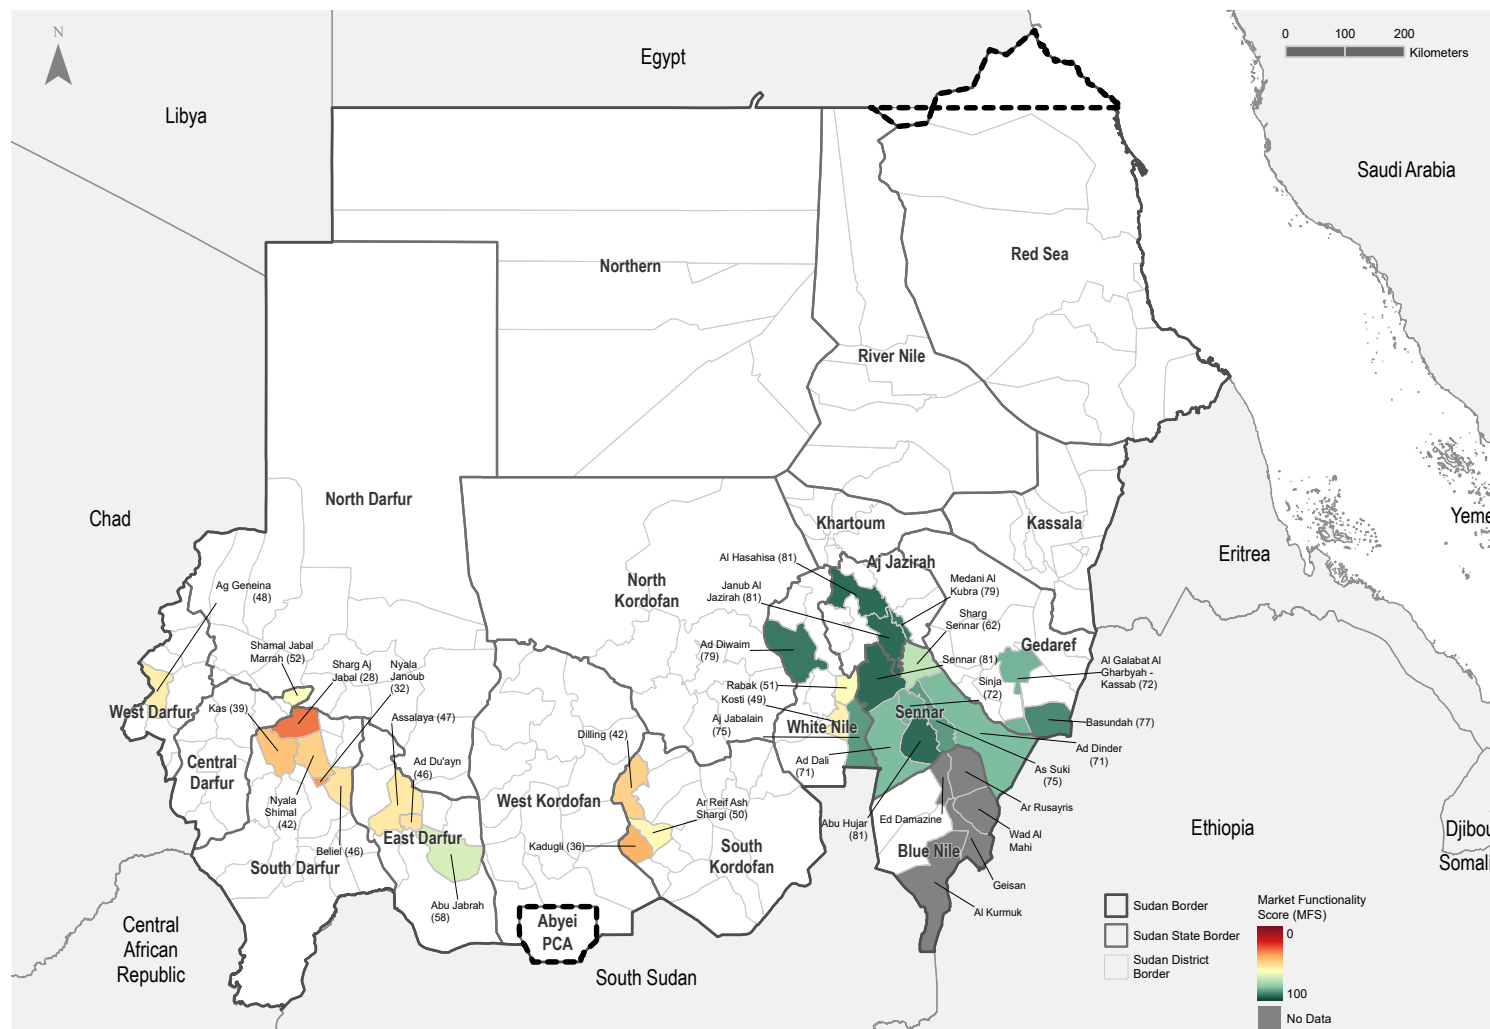 N
0
100
200
Kilometers
Egypt
Libya
Saudi Arabia
Red Sea
Northern
River Nile
North Darfur
Chad
Khartoum
Kassala
Yeme
Eritrea
Al Hasahisa (81)
Aj Jazirah
Ag Geneina
(48)
North
Kordofan
Janub Al
Jazirah (81)
Medani Al
Kubra (79)
Sharg
Sennar (62)
Gedaref
Shamal Jabal
Marrah (52)
Sharg Aj
Jabal (28)
Nyala
Janoub
(32)
Ad Diwaim
(79)
Sennar (81)
Al Galabat Al
Gharbyah -
Kassab (72)
Sinja
(72)
Rabak (51)
Kosti (49)
West Darfur
Kas (39)
Assalaya (47)
Sennar
Basundah (77)
Aj Jabalain
(75)
White Nile
Dilling (42)
Central
Darfur
Ad Du'ayn
(46)
Ad Dali
(71)
Ad Dinder
(71)
As Suki
(75)
Nyala
Shimal
(42)
West Kordofan
Ar Reif Ash
Shargi (50)
Ar Rusayris
Abu Hujar
(81)
Ed Damazine
Ethiopia
Djibou
East Darfur
Beliel (46)
Kadugli (36)
South
Kordofan
Wad Al
Mahi
Blue Nile
Somali
South Darfur
Geisan
Abu Jabrah
(58)
Al Kurmuk
Central
African
Republic
Abyei
PCA
South Sudan
Sudan Border
Sudan State Border
Sudan District
Border
Market Functionality
Score (MFS)
0
100
No Data